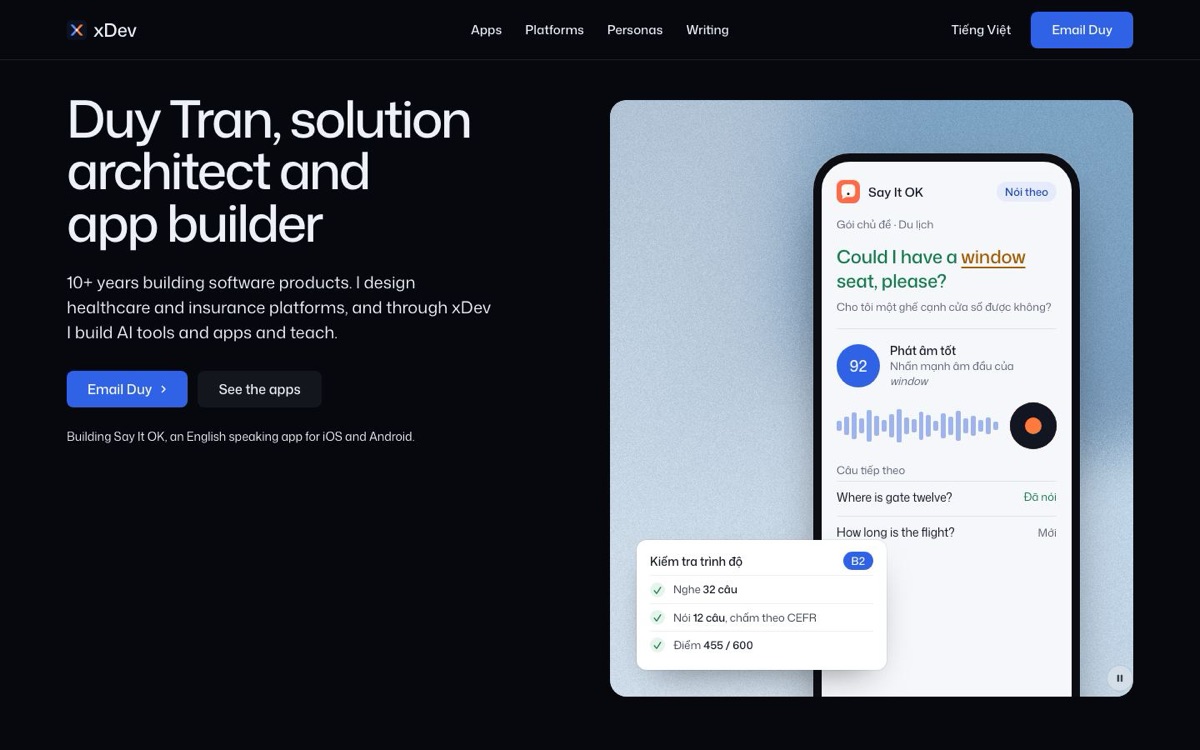 xDev
Apps
Platforms
Personas
Writing
Tiếng Việt
Email Duy
Duy Tran, solution
architect and
app builder
10+ years building software products. I design
healthcare and insurance platforms, and through xDev
I build AI tools and apps and teach.
Email Duy
See the apps
Building Say It OK, an English speaking app for iOS and Android.
Say It OK
Nói theo
Gói chủ đề · Du lịch
Could I have a window
seat, please?
Cho tôi một ghế cạnh cửa sổ được không?
92
Phát âm tốt
Nhấn mạnh âm đầu của
window
Câu tiếp theo
Where is gate twelve?
Đã nói
How long is the flight?
Mới
Kiểm tra trình độ
B2
Nghe 32 câu
Nói 12 câu, chấm theo CEFR
Điểm 455 / 600